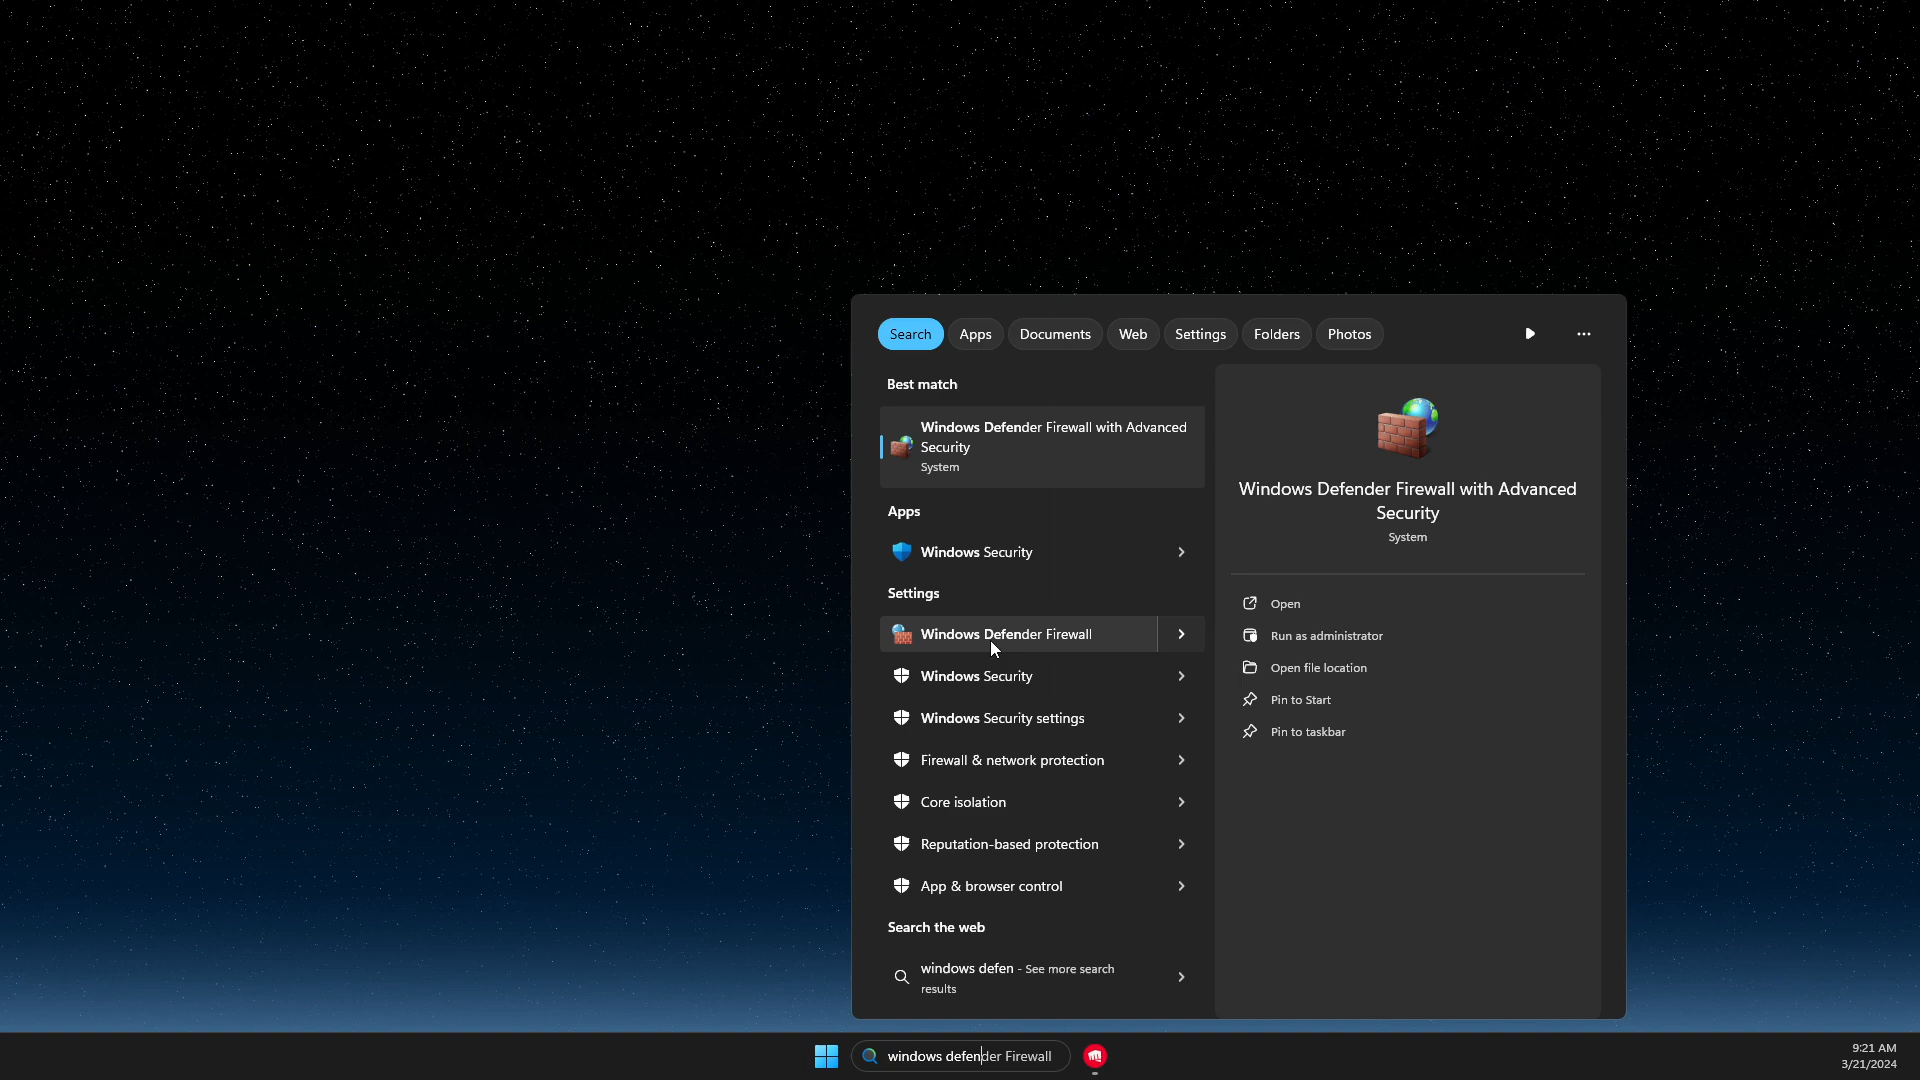 Search Apps Documents Web Settings Folders Photos
Best match
Windows Defender Firewall with Advanced
Security
System
Apps
Windows Security
Settings
Windows Defender Firewall
Windows Security
Windows Security settings
Firewall & network protection
Core isolation
Reputation-based protection
App & browser control
Search the web
windows defen - See more search
results
Windows Defender Firewall with Advanced
Security
System
Open
Run as administrator
Open file location
Pin to Start
Pin to taskbar
windows defender Firewall
9:21 AM
3/21/2024